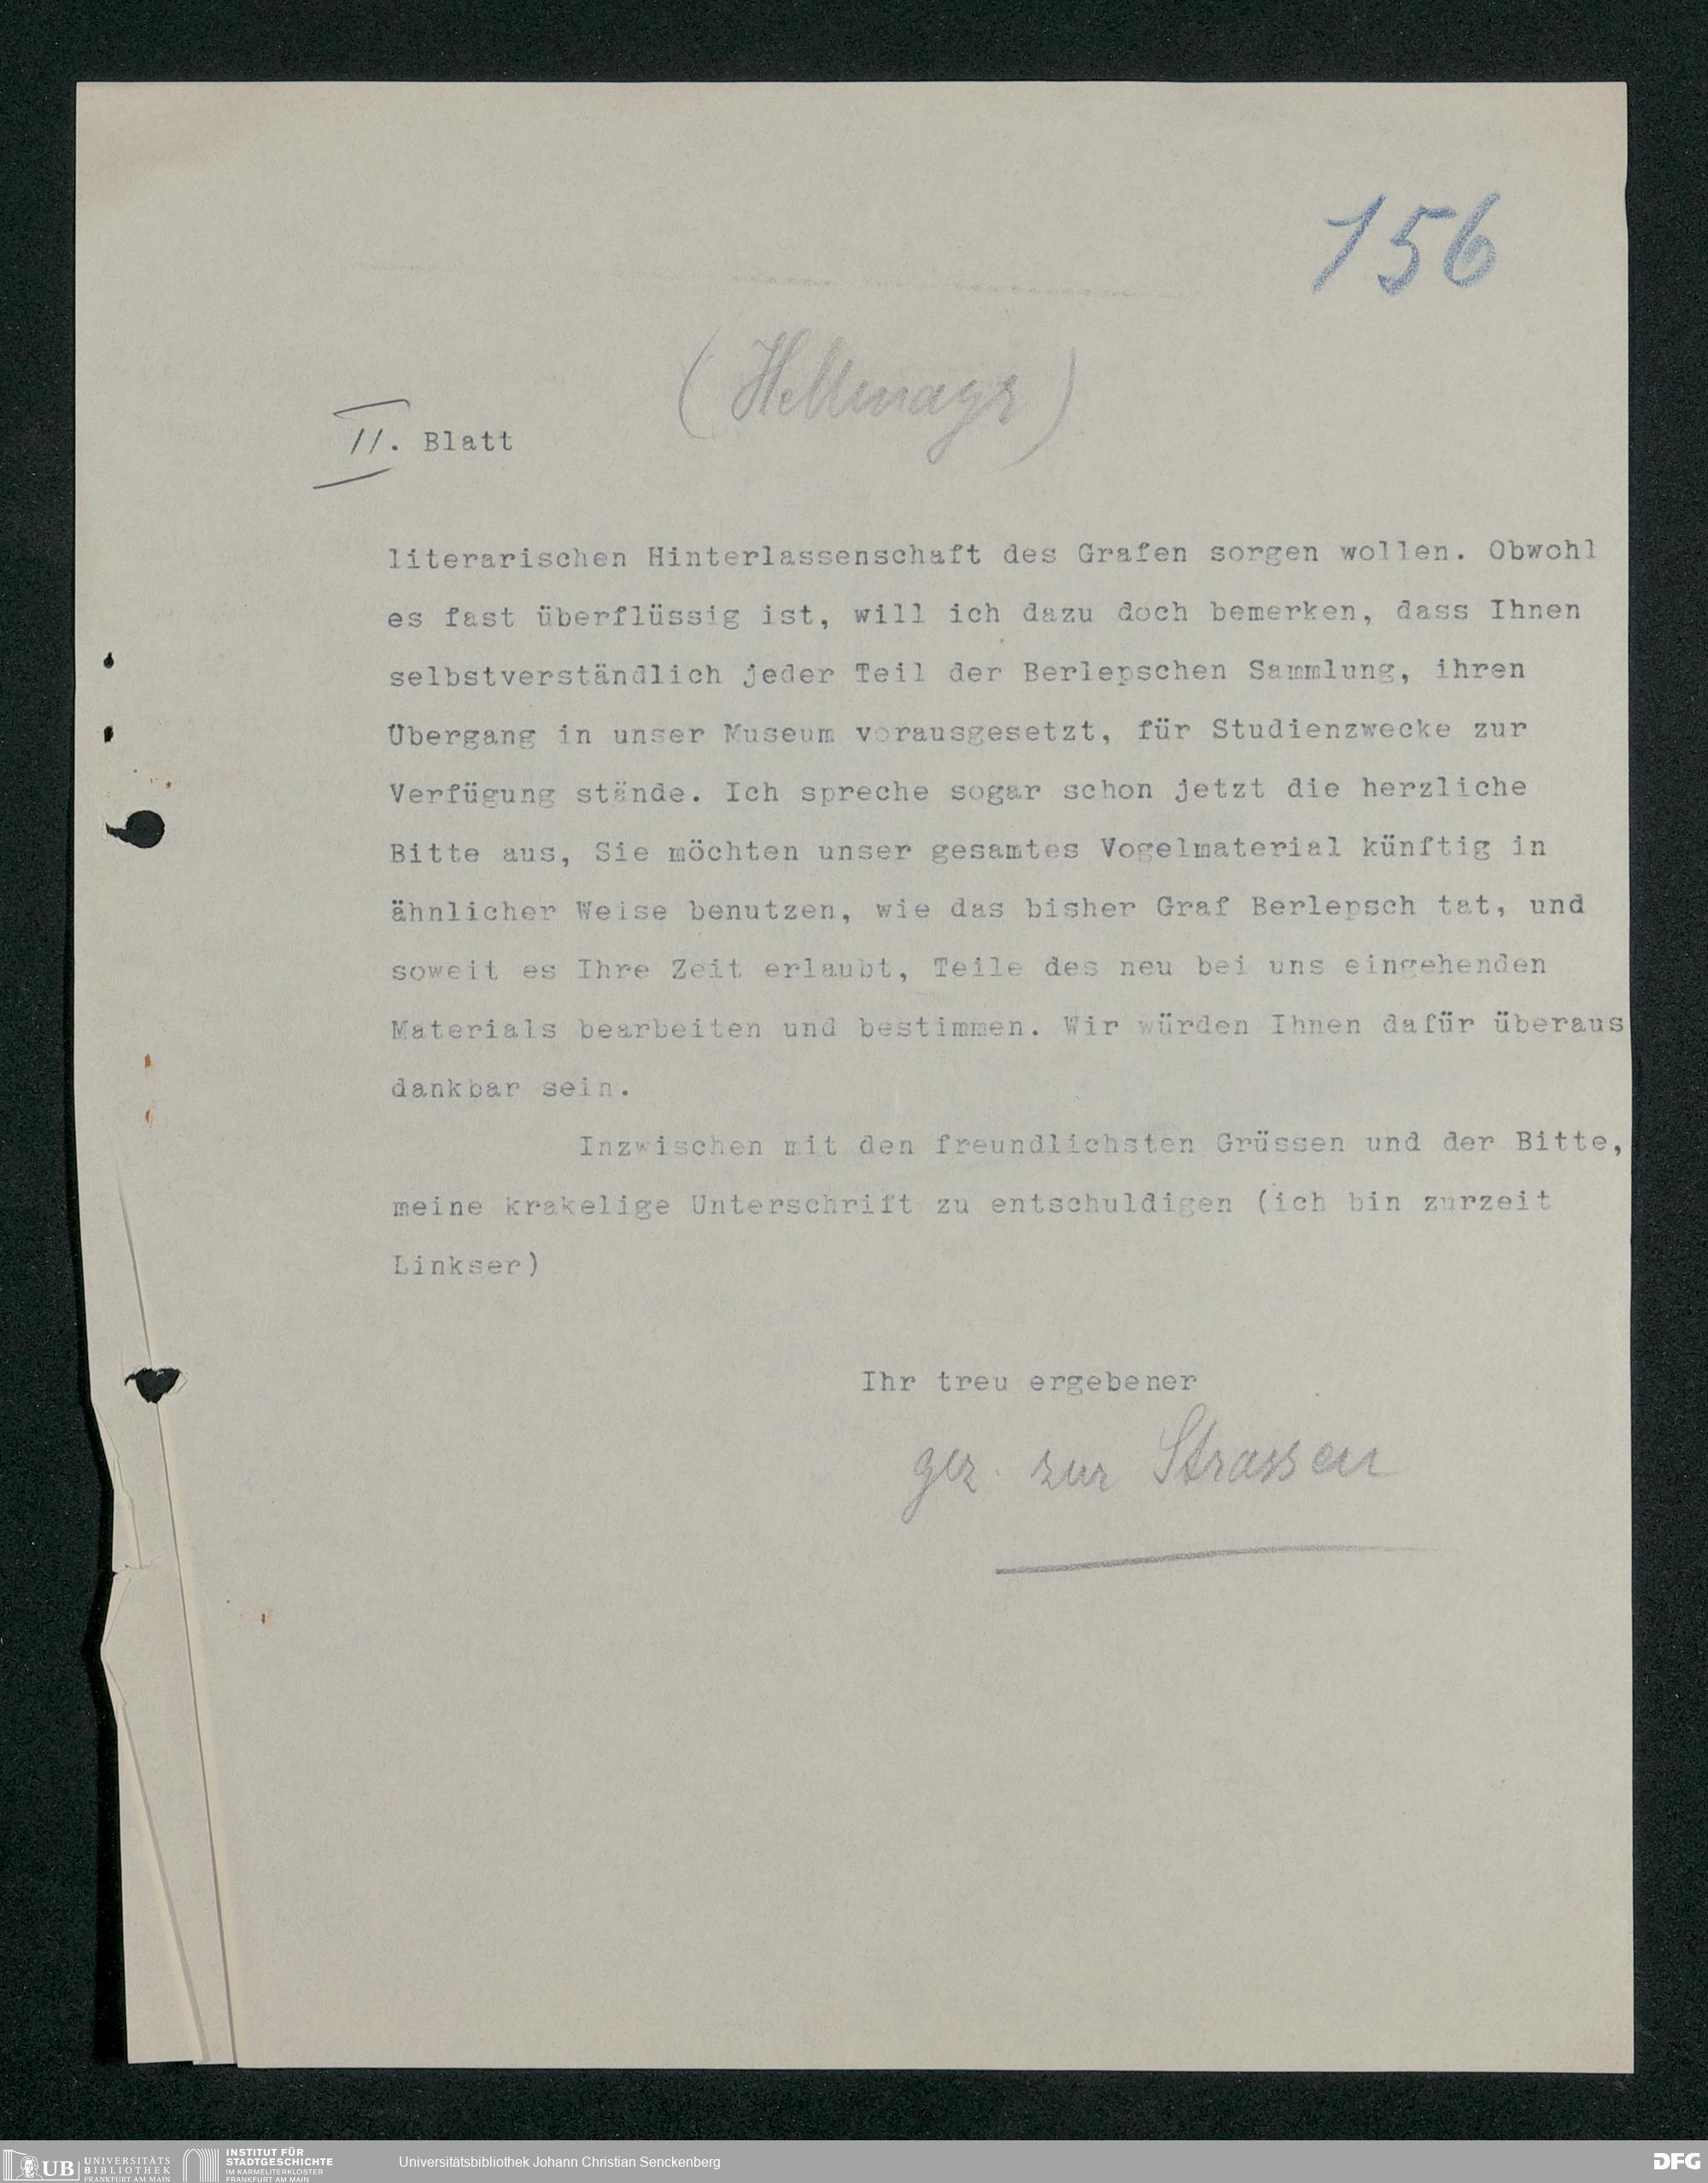 156
(Hellmayr)
II. Blatt
literarischen Hinterlassenschaft des Grafen sorgen wollen. Obwohl
es fast überflüssig ist, will ich dazu doch bemerken, dass Ihnen
selbstverständlich jeder Teil der Berlepschen Sammlung, ihren
Übergang in unser Museum vorausgesetzt, für Studienzwecke zur
Verfügung stände. Ich spreche sogar schon jetzt die herzliche
Bitte aus, Sie möchten unser gesamtes Vogelmaterial künftig in
ähnlicher Weise benutzen, wie das bisher Graf Berlepsch tat, und
soweit es Ihre Zeit erlaubt, Teile des neu bei uns eingehenden
Materials bearbeiten und bestimmen. Wir würden Ihnen dafür überaus
dankbar sein.
Inzwischen mit den freundlichsten Grüssen und der Bitte,
meine krakelige Unterschrift zu entschuldigen (ich bin zurzeit
Linkser)
Ihr treu ergebener
gez. zur Strassen
UB UNIVERSITÄTS
BIBLIOTHEK
FRANKFURT AM MAIN
INSTITUT FÜR
STADTGESCHICHTE
IM KARMELITERKLOSTER
FRANKFURT AM MAIN
Universitätsbibliothek Johann Christian Senckenberg
DFG